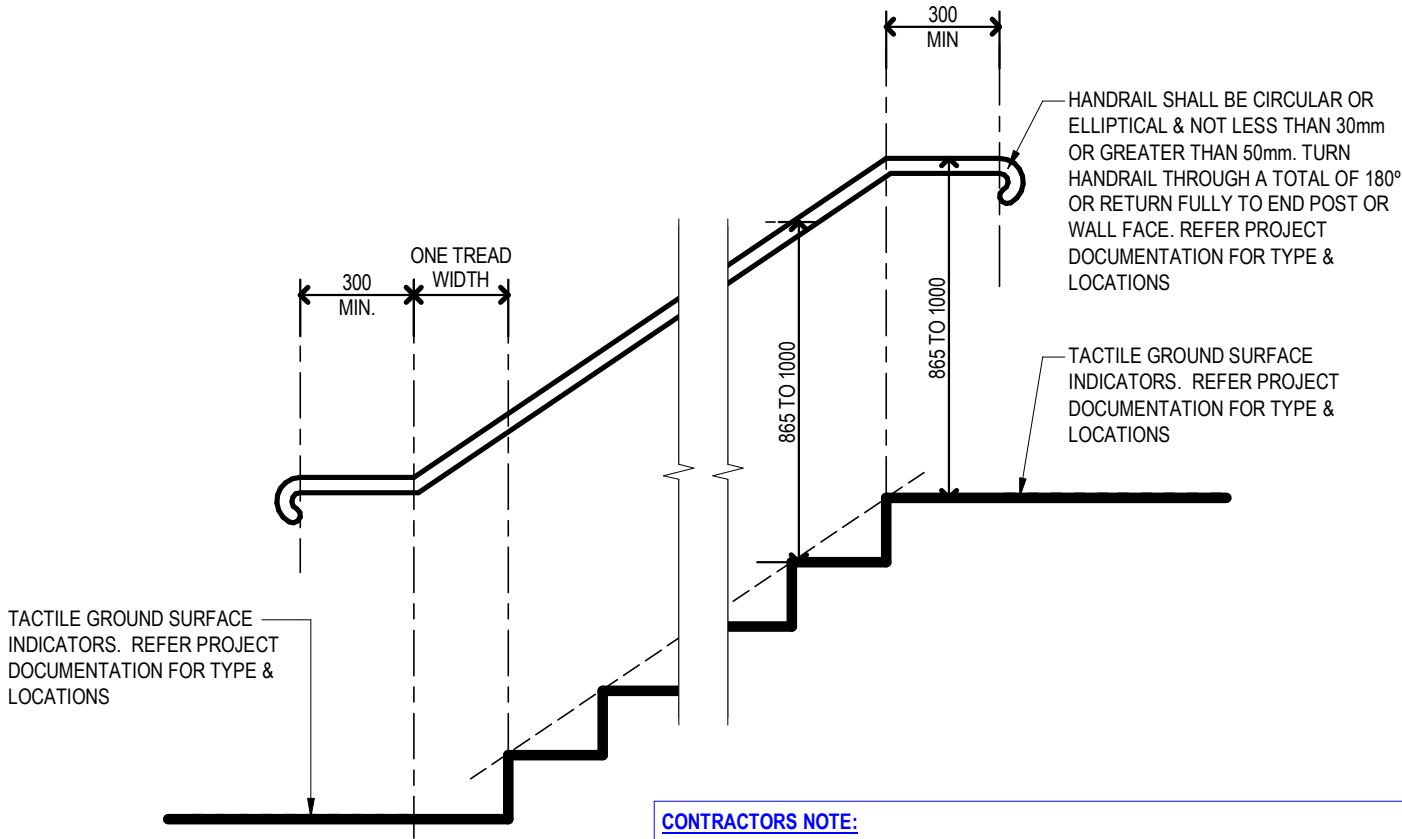 300
MIN
HANDRAIL SHALL BE CIRCULAR OR
ELLIPTICAL & NOT LESS THAN 30mm
OR GREATER THAN 50mm. TURN
HANDRAIL THROUGH A TOTAL OF 180º
OR RETURN FULLY TO END POST OR
WALL FACE. REFER PROJECT
DOCUMENTATION FOR TYPE &
LOCATIONS
ONE TREAD
WIDTH
300
MIN.
865 TO 1000
865 TO 1000
TACTILE GROUND SURFACE
INDICATORS. REFER PROJECT
DOCUMENTATION FOR TYPE &
LOCATIONS
TACTILE GROUND SURFACE
INDICATORS. REFER PROJECT
DOCUMENTATION FOR TYPE &
LOCATIONS
CONTRACTORS NOTE: